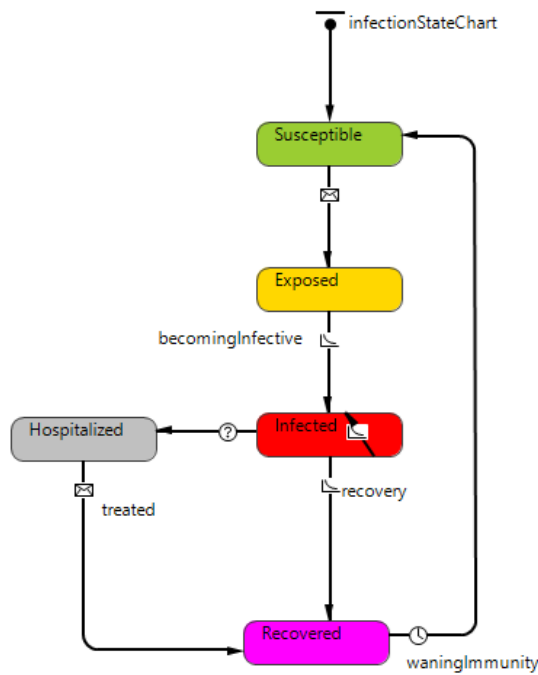 infectionStateChart
Susceptible
Exposed
becomingInfective
Hospitalized
Infected
?
recovery
treated
Recovered
waningImmunity